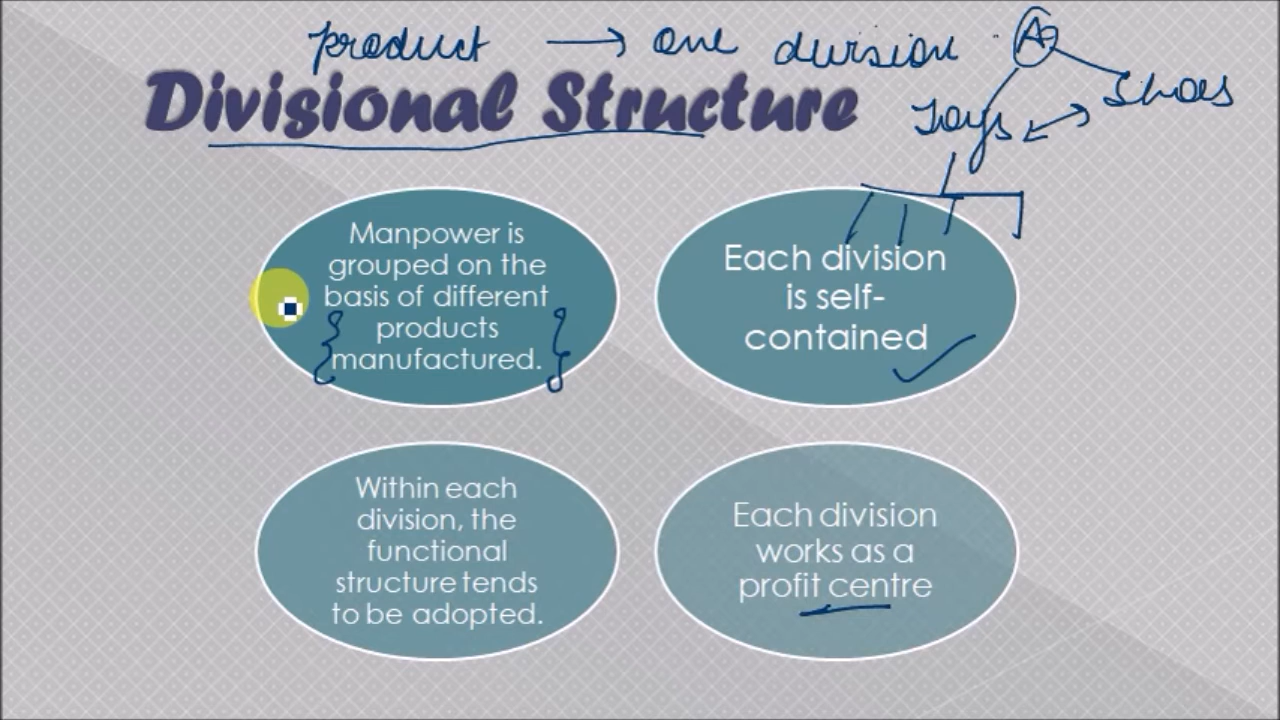 product → one division
Divisional Structure
Toys
Shoes
Manpower is
grouped on the
basis of different
products
manufactured.
Each division
is self-
contained
Within each
division, the
functional
structure tends
to be adopted.
Each division
works as a
profit centre